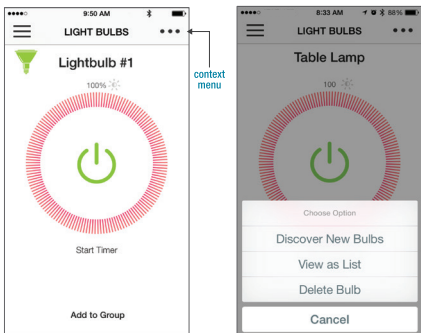 9:50 AM
LIGHT BULBS
Lightbulb #1
100%
Start Timer
Add to Group
context
menu
8:33 AM
88%
LIGHT BULBS
Table Lamp
100
Choose Option
Discover New Bulbs
View as List
Delete Bulb
Cancel